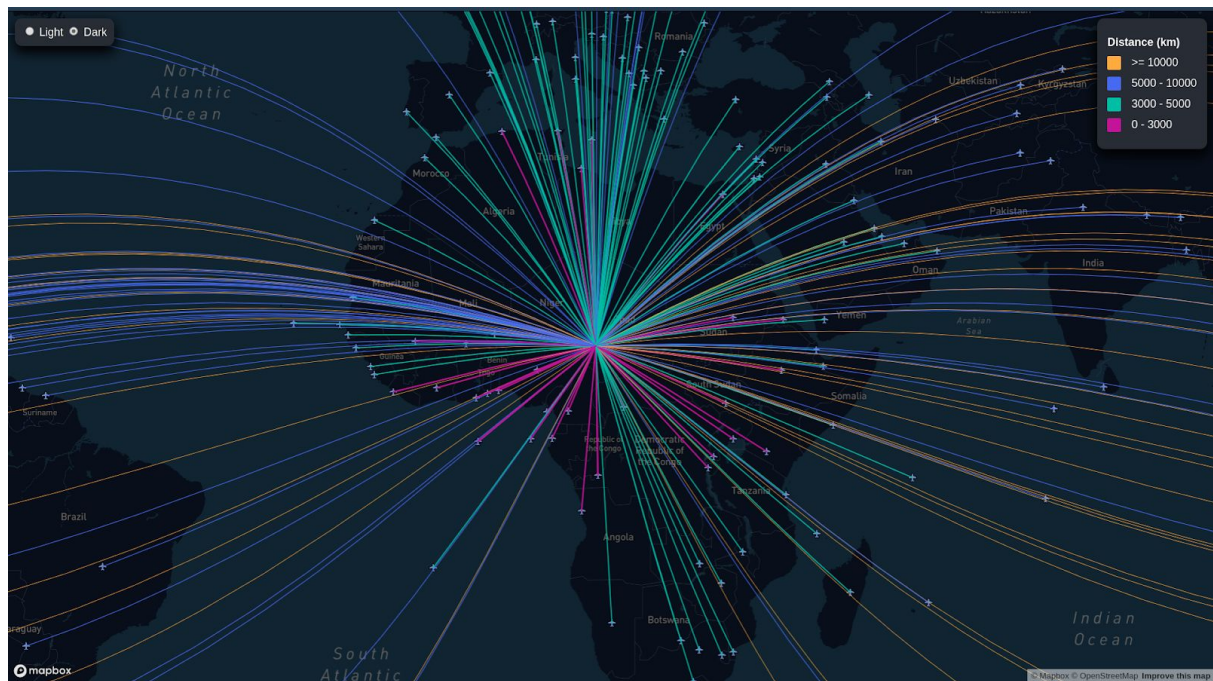 Light Dark
Distance (km)
>= 10000
5000 - 10000
3000 - 5000
0 - 3000
North
Atlantic
Ocean
Romania
Uzbekistan
Kyrgyzstan
Tunisia
Syria
Morocco
Iran
Algeria
Pakistan
Egypt
Western
Sahara
India
Oman
Mauritania
Mali
Niger
Yemen
Arabian
Sea
Sudan
Guinea
Benin
Togo
South Sudan
Somalia
Suriname
Republic of
the Congo
Democratic
Republic of
the Congo
Tanzania
Brazil
Angola
Botswana
Indian
Ocean
araguay
South
Atlantic
mapbox
© Mapbox © OpenStreetMap Improve this map